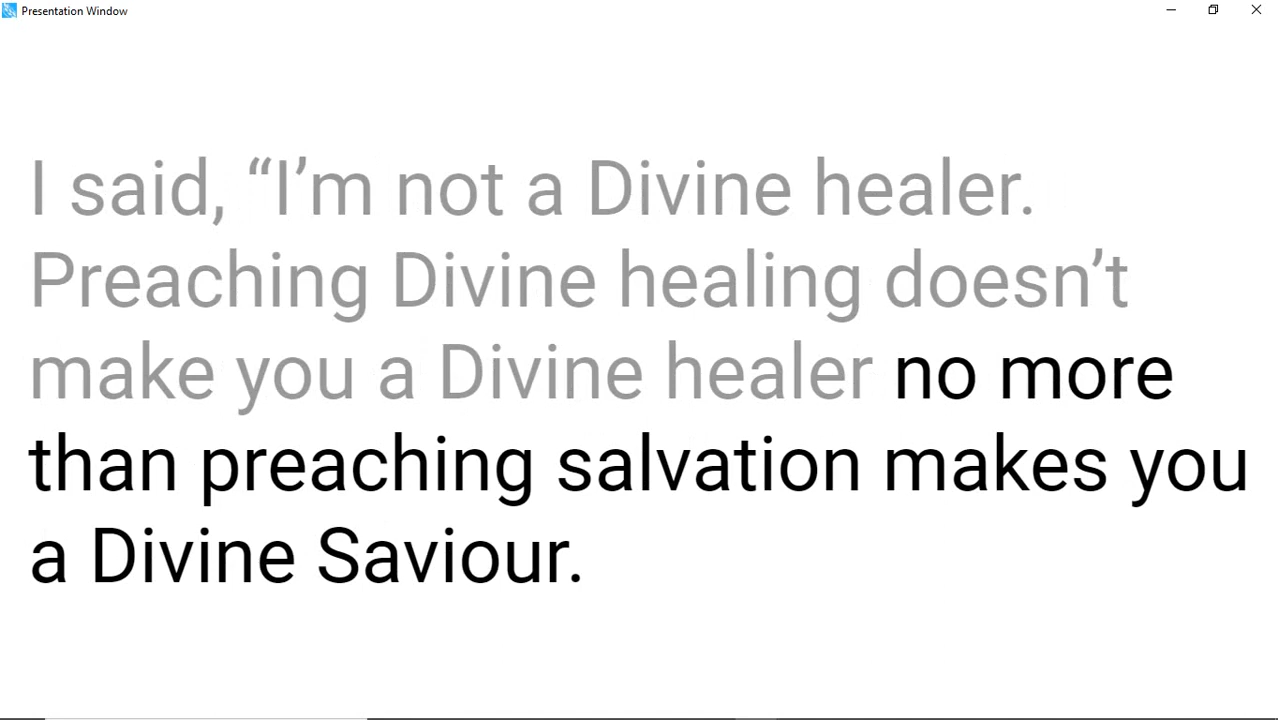 Presentation Window
I said, “I’m not a Divine healer.
Preaching Divine healing doesn’t
make you a Divine healer no more
than preaching salvation makes you
a Divine Saviour.